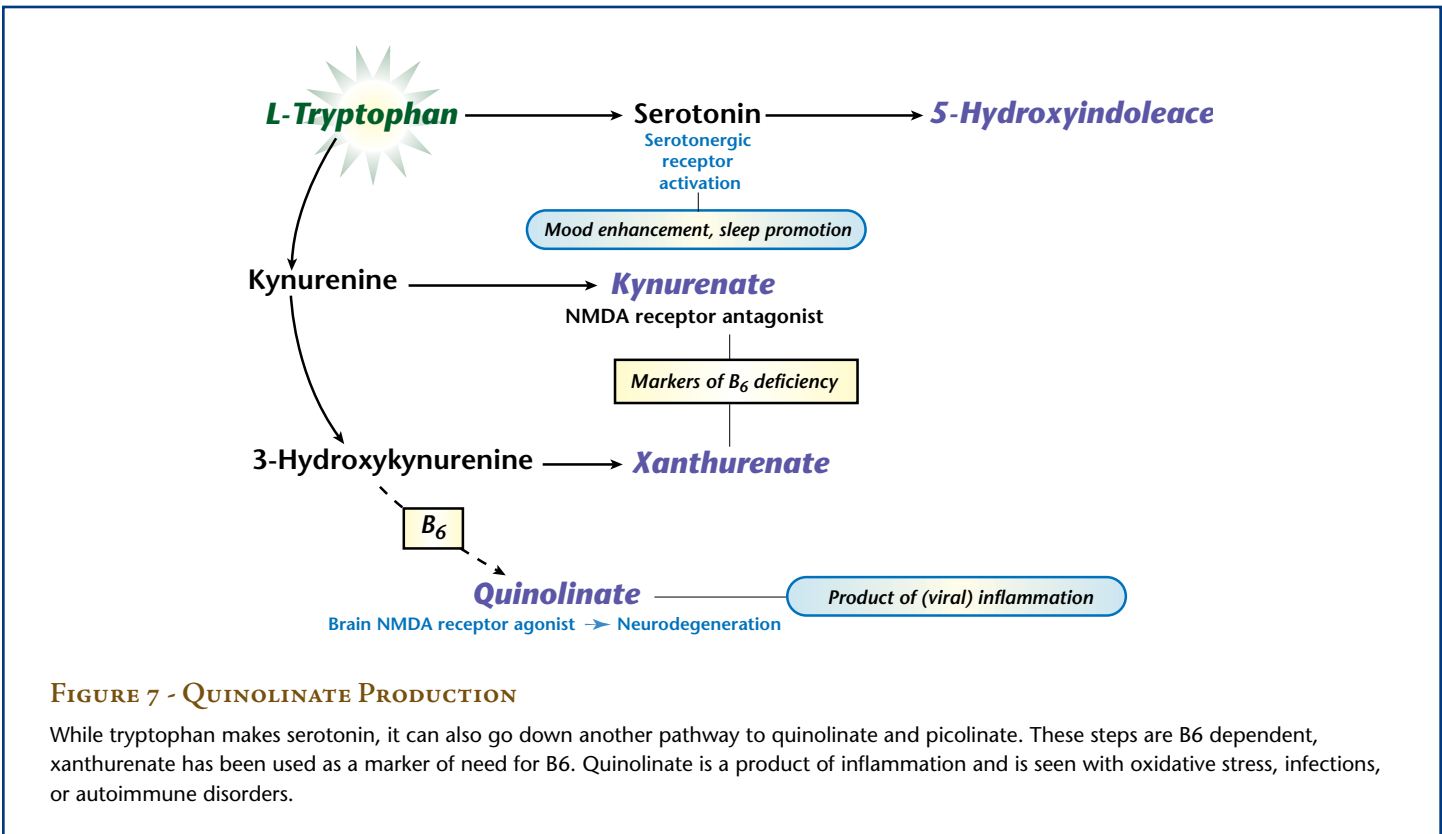 L-Tryptophan
Serotonin
5-Hydroxyindoleace
Serotonergic
receptor
activation
Mood enhancement, sleep promotion
Kynurenine
Kynurenate
NMDA receptor antagonist
Markers of B6 deficiency
3-Hydroxykynurenine
Xanthurenate
B6
Quinolinate
Product of (viral) inflammation
Brain NMDA receptor agonist → Neurodegeneration
Figure 7 - Quinolinate Production
While tryptophan makes serotonin, it can also go down another pathway to quinolinate and picolinate. These steps are B6 dependent,
xanthurenate has been used as a marker of need for B6. Quinolinate is a product of inflammation and is seen with oxidative stress, infections,
or autoimmune disorders.